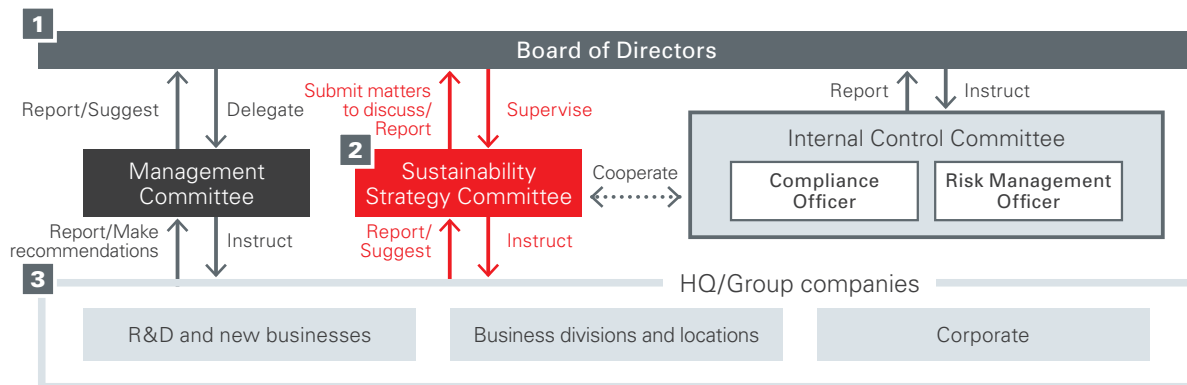 1
Board of Directors
Report/Suggest
Delegate
Submit matters
to discuss/
Report
Supervise
Report
Instruct
2
Management
Committee
Sustainability
Strategy Committee
Cooperate
Internal Control Committee
Compliance
Officer
Risk Management
Officer
Report/Make
recommendations
Instruct
Report/
Suggest
Instruct
3
HQ/Group companies
R&D and new businesses
Business divisions and locations
Corporate